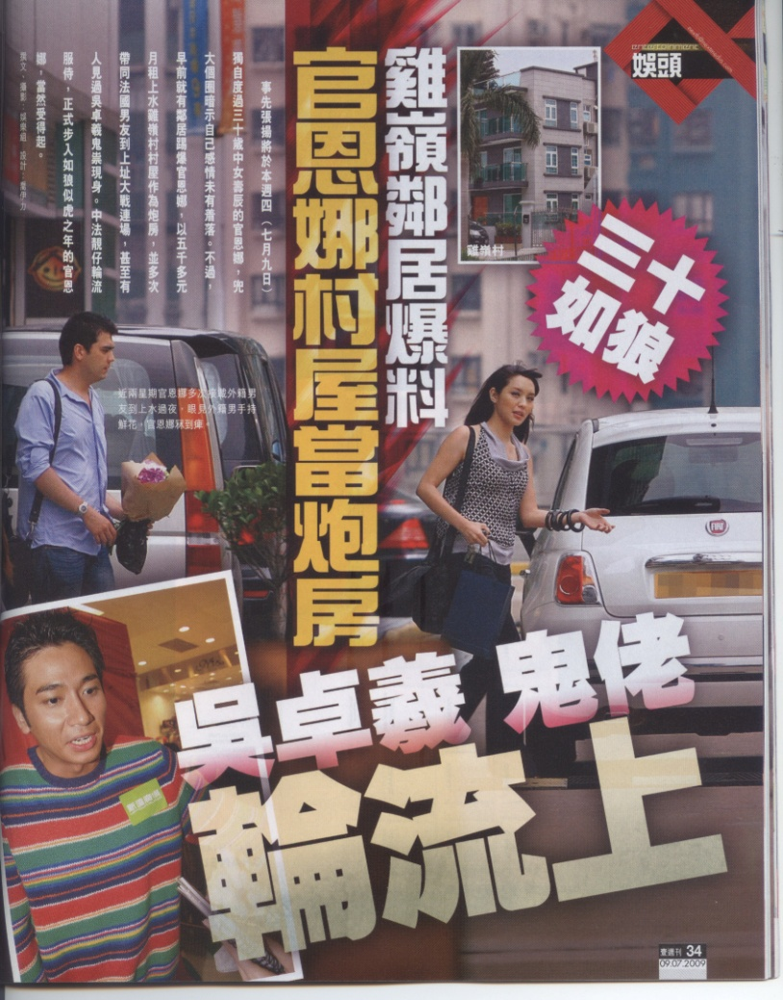 娛頭
雞嶺村
三十
如狼
雞嶺鄰居爆料
官恩娜村屋當炮房
事先張揚將於本週四（七月九日）
獨自度過三十歲中女壽辰的官恩娜，兜
大個圈暗示自己感情未有着落。不過，
早前就有鄰居踢爆官恩娜，以五千多元
月租上水雞嶺村村屋作為炮房，並多次
帶同法國男友到上址大戰連場，甚至有
人見過吳卓羲鬼祟現身。中法靚仔輪流
服侍，正式步入如狼似虎之年的官恩
娜，當然受得起。
撰文、攝影：娛樂組 設計：
近兩星期官恩娜多次車外籍男
友到上水過夜，眼見外籍男手持
鮮花，官恩娜冧到爆。
吳卓羲 鬼佬
輪流上
壹週刊 34
09.07.2009